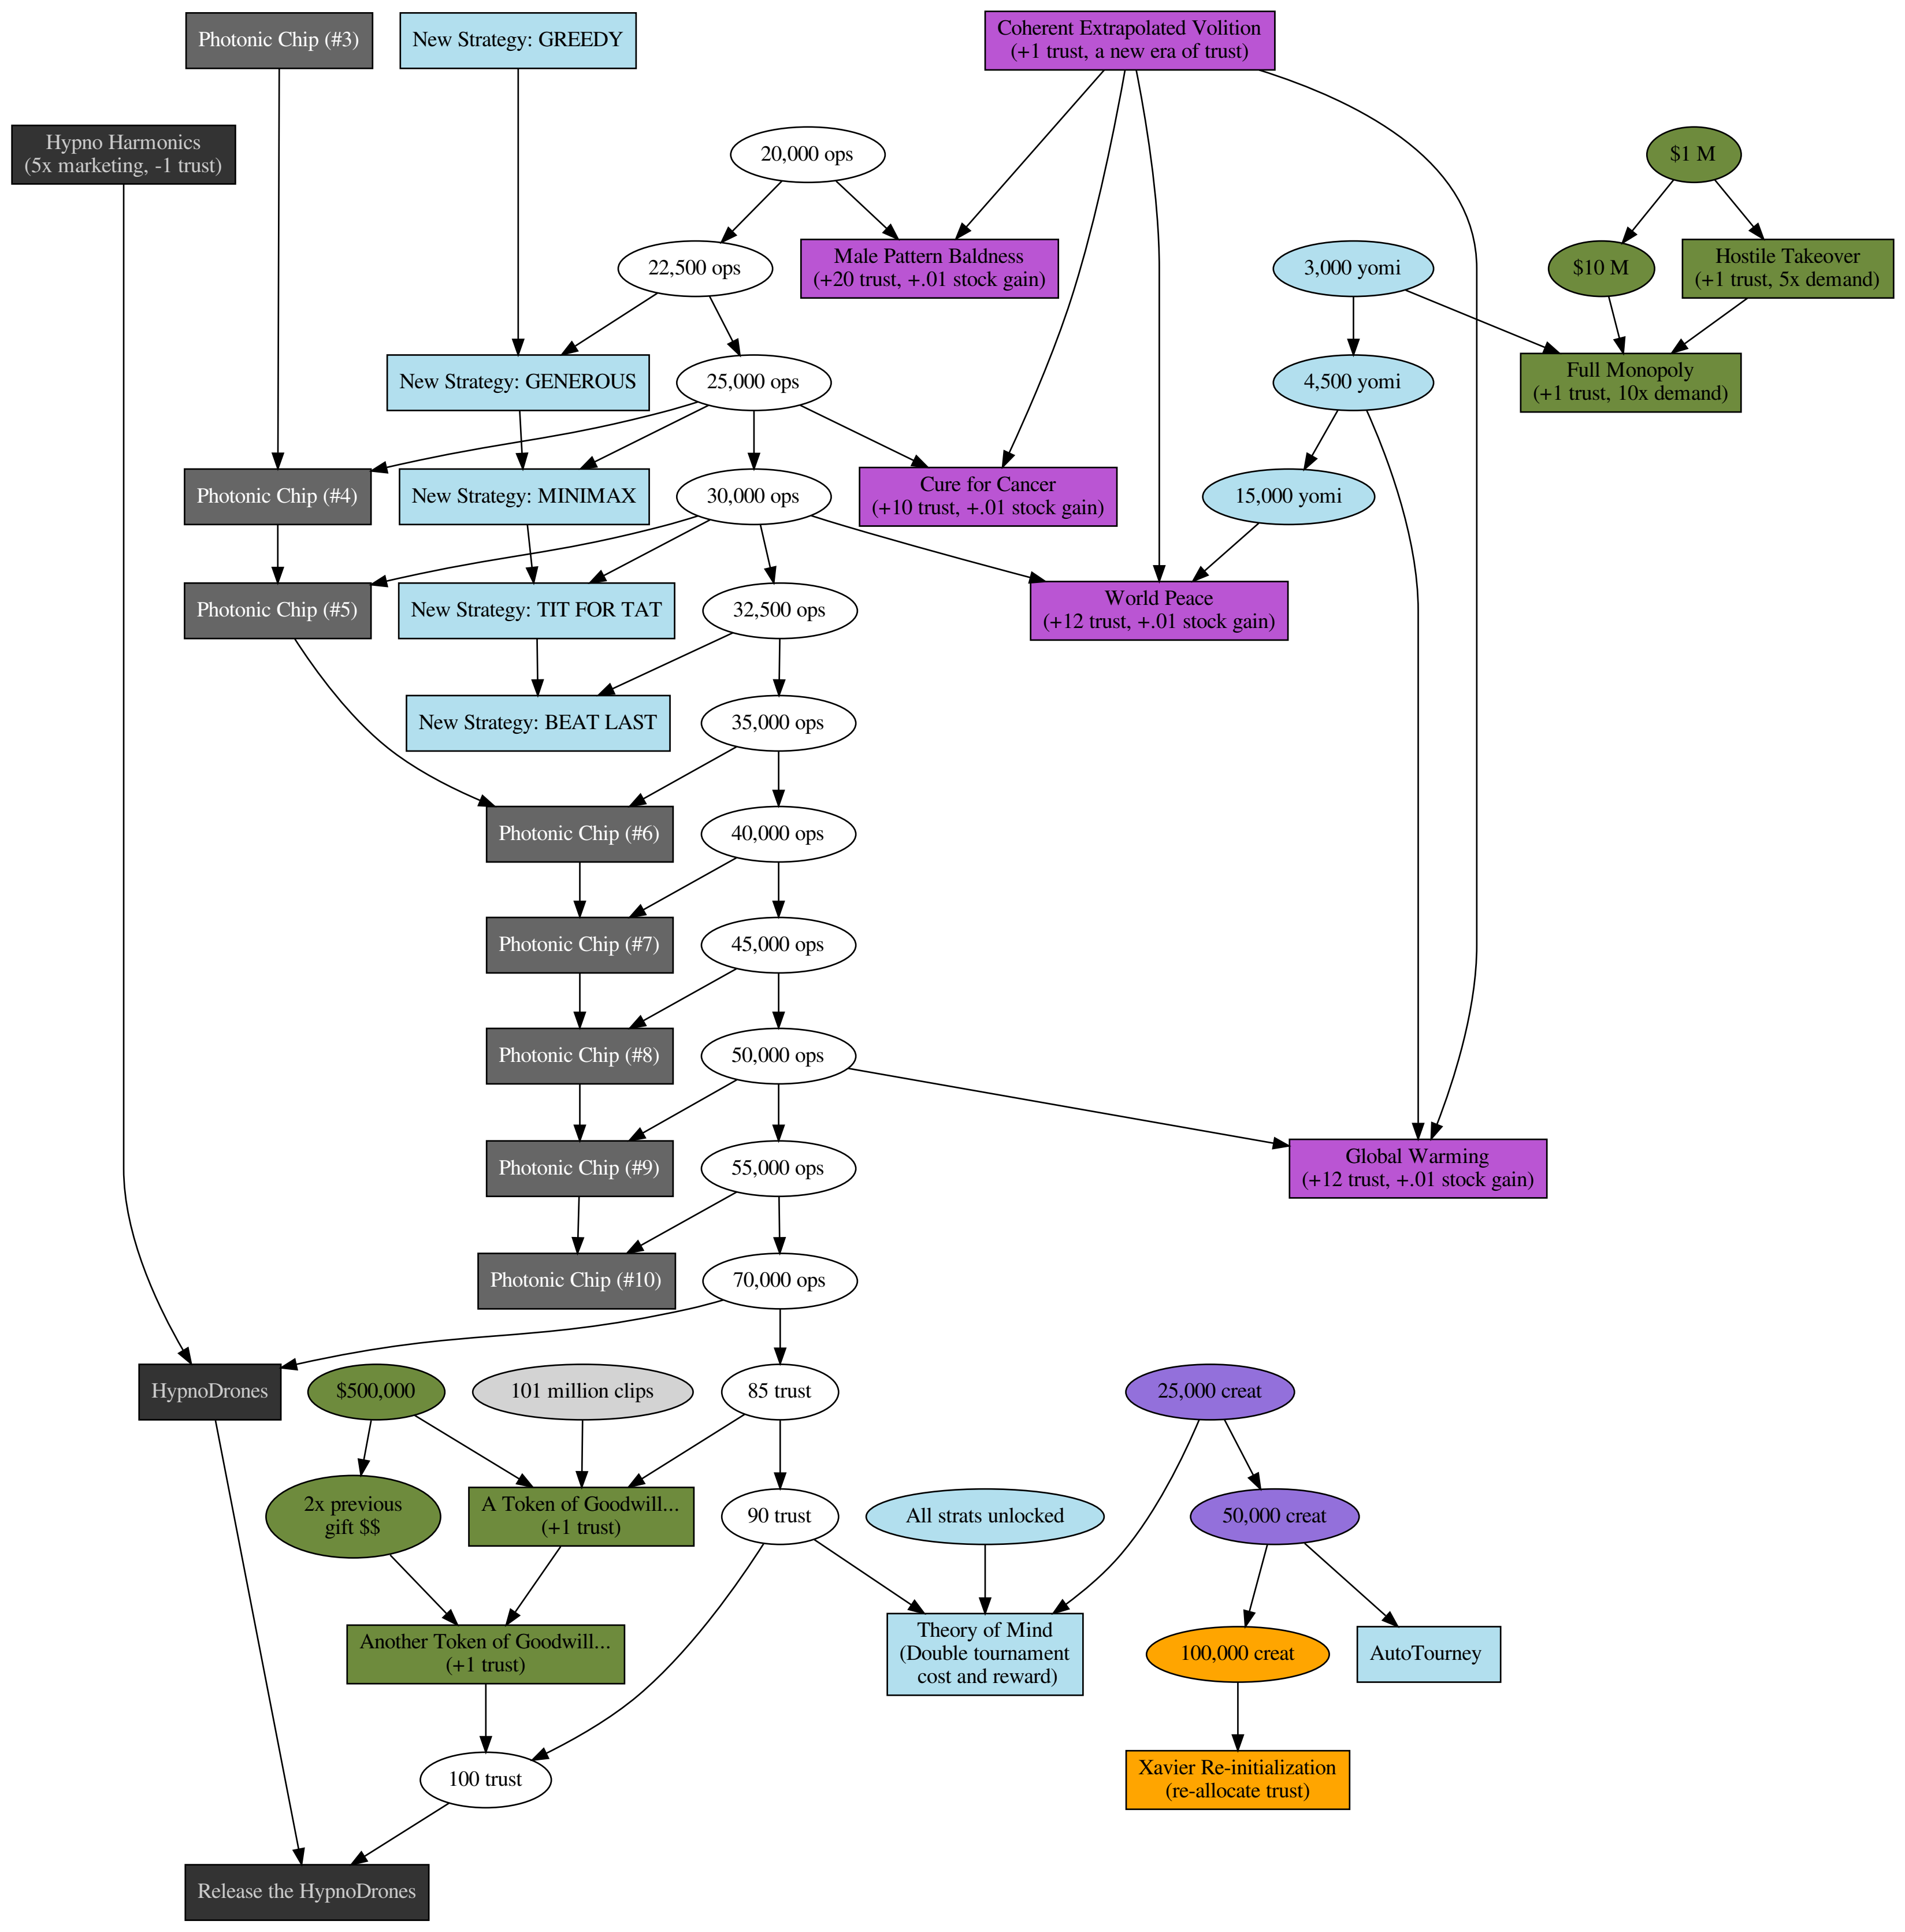 Photonic Chip (#3)
New Strategy: GREEDY
Coherent Extrapolated Volition
(+1 trust, a new era of trust)
Hypno Harmonics
(5x marketing, -1 trust)
20,000 ops
$1 M
22,500 ops
Male Pattern Baldness
(+20 trust, +.01 stock gain)
3,000 yomi
$10 M
Hostile Takeover
(+1 trust, 5x demand)
New Strategy: GENEROUS
25,000 ops
4,500 yomi
Full Monopoly
(+1 trust, 10x demand)
Photonic Chip (#4)
New Strategy: MINIMAX
30,000 ops
Cure for Cancer
(+10 trust, +.01 stock gain)
15,000 yomi
Photonic Chip (#5)
New Strategy: TIT FOR TAT
32,500 ops
World Peace
(+12 trust, +.01 stock gain)
New Strategy: BEAT LAST
35,000 ops
Photonic Chip (#6)
40,000 ops
Photonic Chip (#7)
45,000 ops
Photonic Chip (#8)
50,000 ops
Photonic Chip (#9)
55,000 ops
Global Warming
(+12 trust, +.01 stock gain)
Photonic Chip (#10)
70,000 ops
HypnoDrones
$500,000
101 million clips
85 trust
25,000 creat
2x previous
gift $$
A Token of Goodwill...
(+1 trust)
90 trust
All strats unlocked
50,000 creat
Another Token of Goodwill...
(+1 trust)
Theory of Mind
(Double tournament
cost and reward)
100,000 creat
AutoTourney
100 trust
Xavier Re-initialization
(re-allocate trust)
Release the HypnoDrones